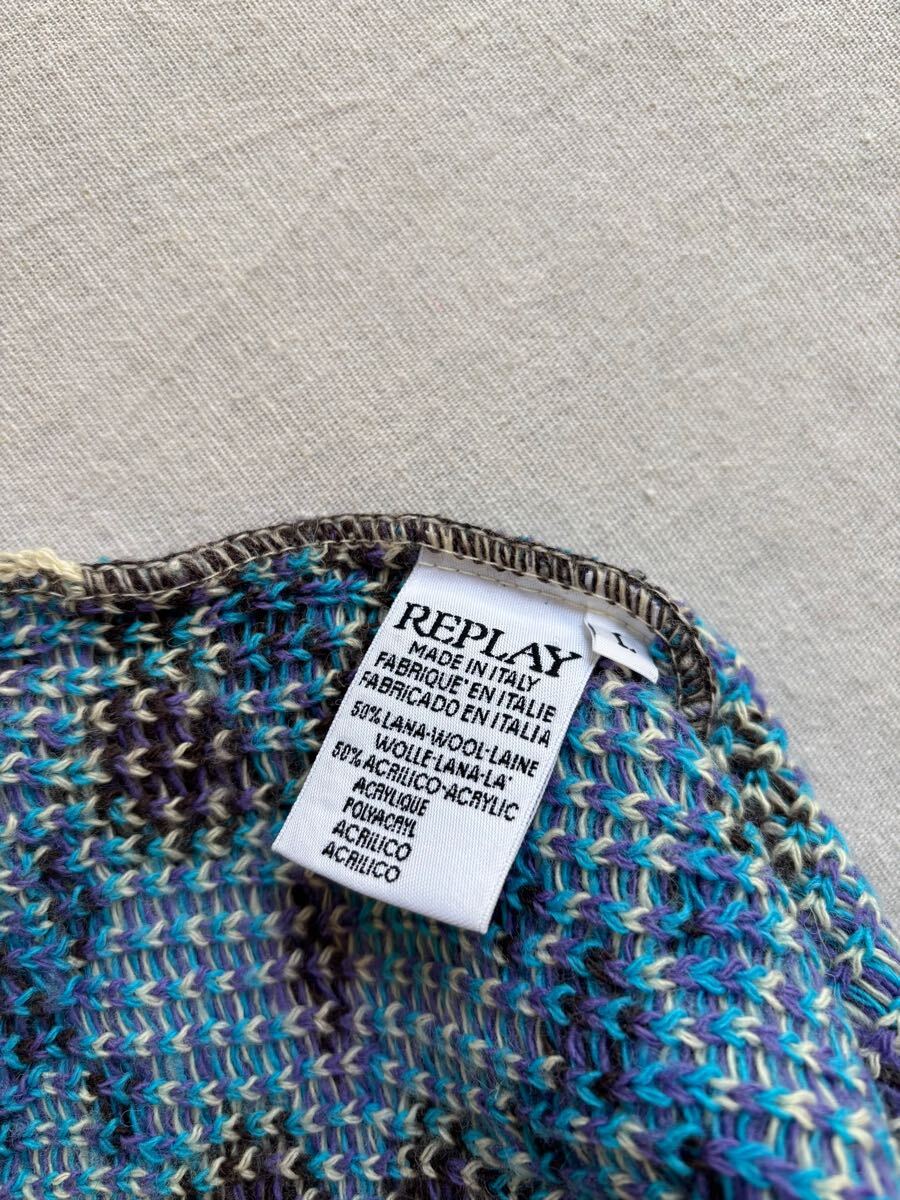 REPLAY
MADE IN ITALY
FABRIQUE EN ITALIE
FABRICADO EN ITALIA
50% LANA-WOOL-LAINE
WOLLE-LANA-LA'
50% ACRILICO-ACRYLIC
ACRYLIQUE
POLYACRYL
ACRILICO
ACRILICO
L